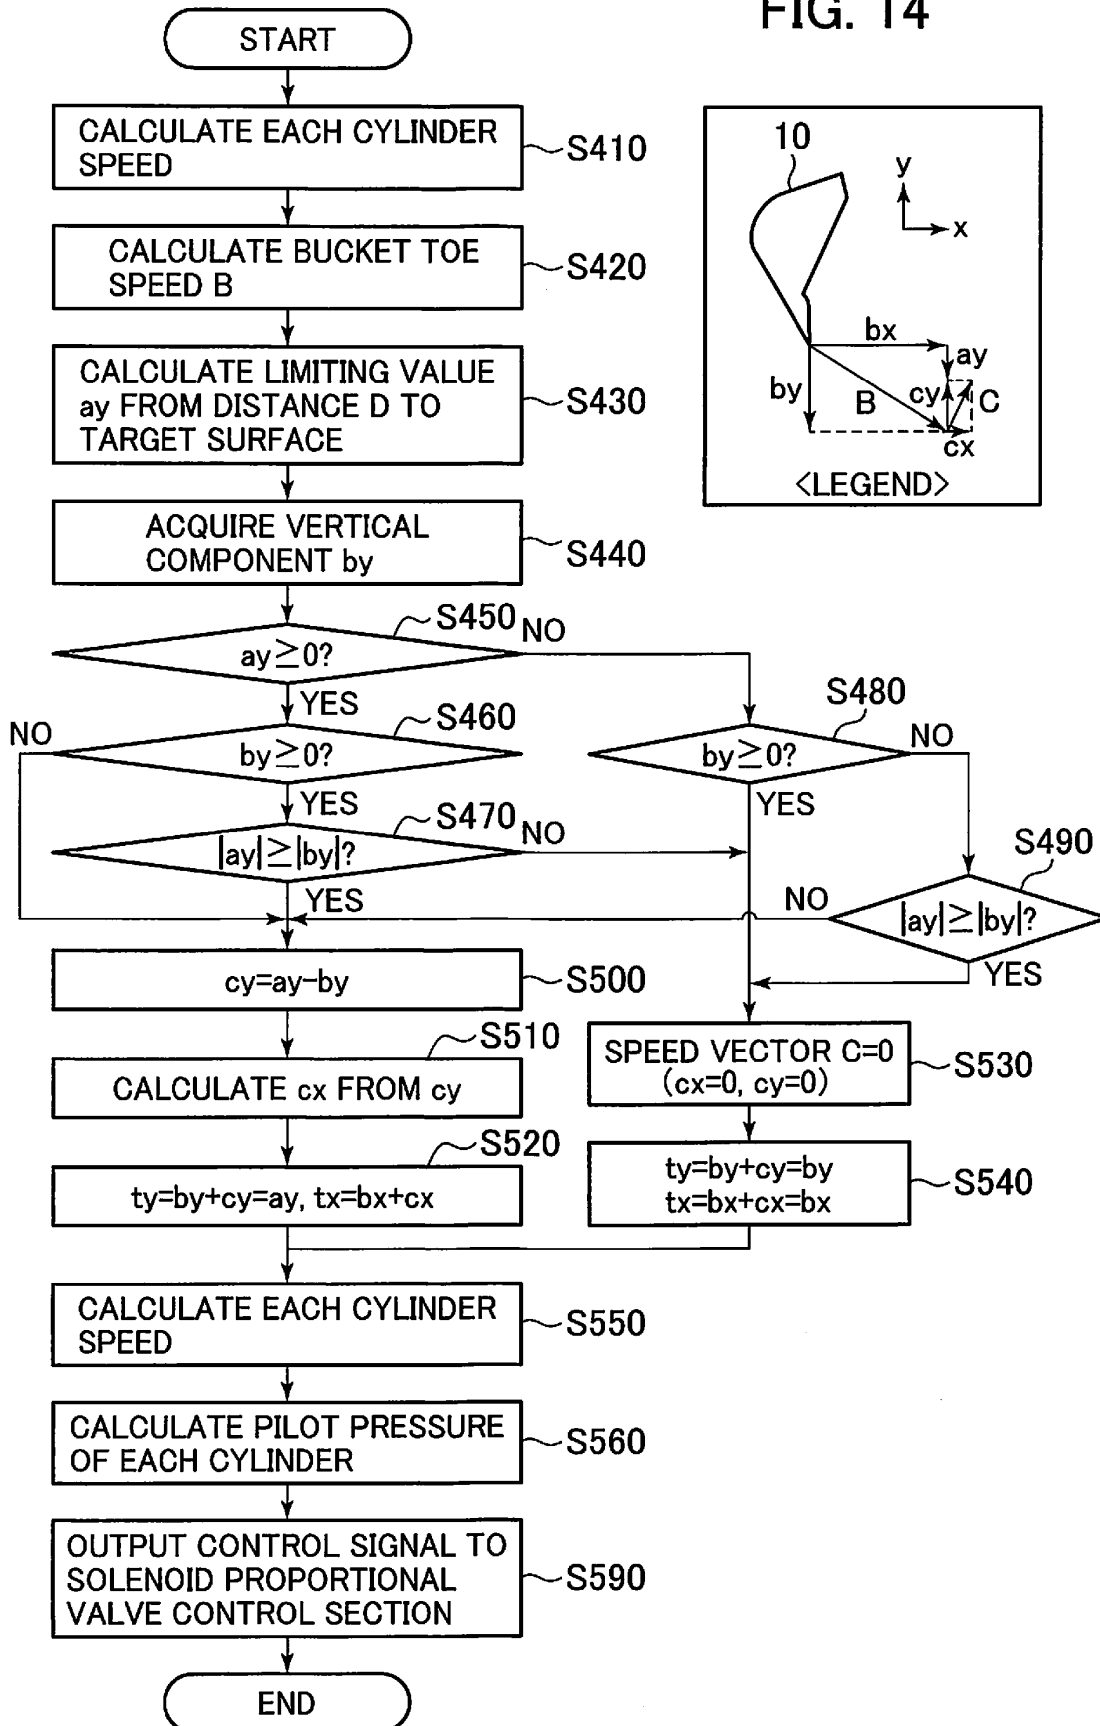 FIG. 14
START
CALCULATE EACH CYLINDER
SPEED
S410
CALCULATE BUCKET TOE
SPEED B
S420
CALCULATE LIMITING VALUE
ay FROM DISTANCE D TO
TARGET SURFACE
S430
ACQUIRE VERTICAL
COMPONENT by
S440
10
y
x
bx
ay
by
B
cy
C
cx
<LEGEND>
S450
ay≧0?
NO
YES
S460
by≧0?
NO
YES
S470
|ay|≧|by|?
NO
YES
S480
by≧0?
NO
YES
S490
|ay|≧|by|?
NO
YES
cy=ay−by
S500
S510
CALCULATE cx FROM cy
S520
ty=by+cy=ay, tx=bx+cx
SPEED VECTOR C=0
(cx=0, cy=0)
S530
ty=by+cy=by
tx=bx+cx=bx
S540
CALCULATE EACH CYLINDER
SPEED
S550
CALCULATE PILOT PRESSURE
OF EACH CYLINDER
S560
OUTPUT CONTROL SIGNAL TO
SOLENOID PROPORTIONAL
VALVE CONTROL SECTION
S590
END